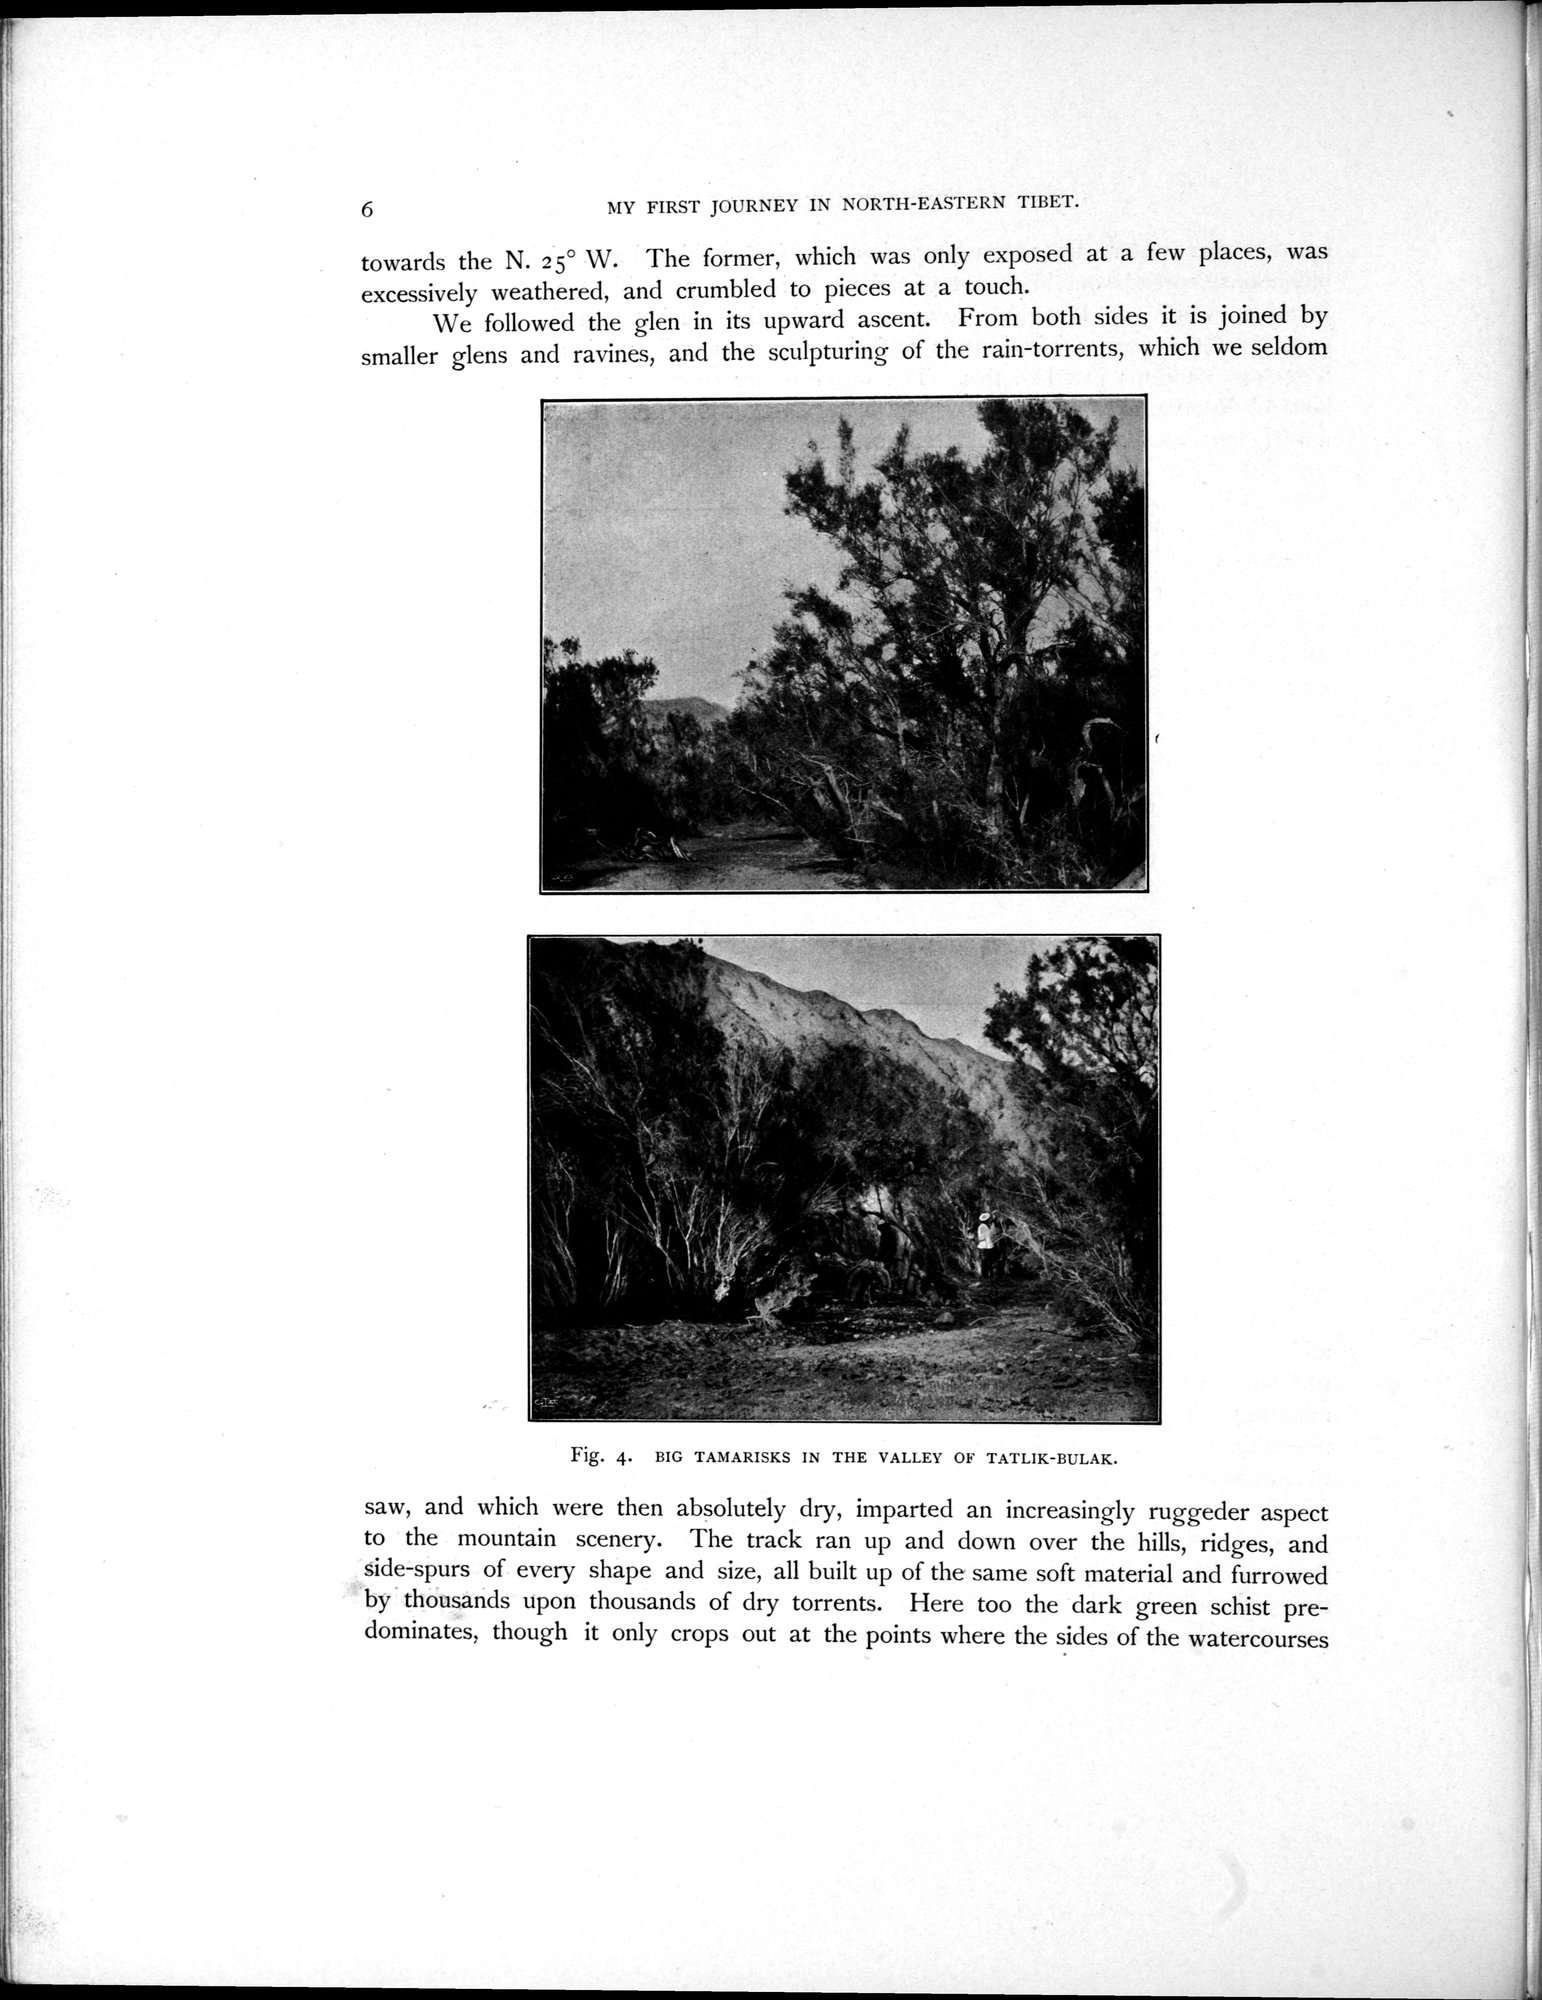 6 MY FIRST JOURNEY IN NORTH-EASTERN TIBET.
towards the N. 25° W. The former, which was only exposed at a few places, was
excessively weathered, and crumbled to pieces at a touch.
We followed the glen in its upward ascent. From both sides it is joined by
smaller glens and ravines, and the sculpturing of the rain-torrents, which we seldom
Fig. 4. BIG TAMARISKS IN THE VALLEY OF TATLIK-BULAK.
saw, and which were then absolutely dry, imparted an increasingly ruggeder aspect
to the mountain scenery. The track ran up and down over the hills, ridges, and
side-spurs of every shape and size, all built up of the same soft material and furrowed
by thousands upon thousands of dry torrents. Here too the dark green schist pre-
dominates, though it only crops out at the points where the sides of the watercourses